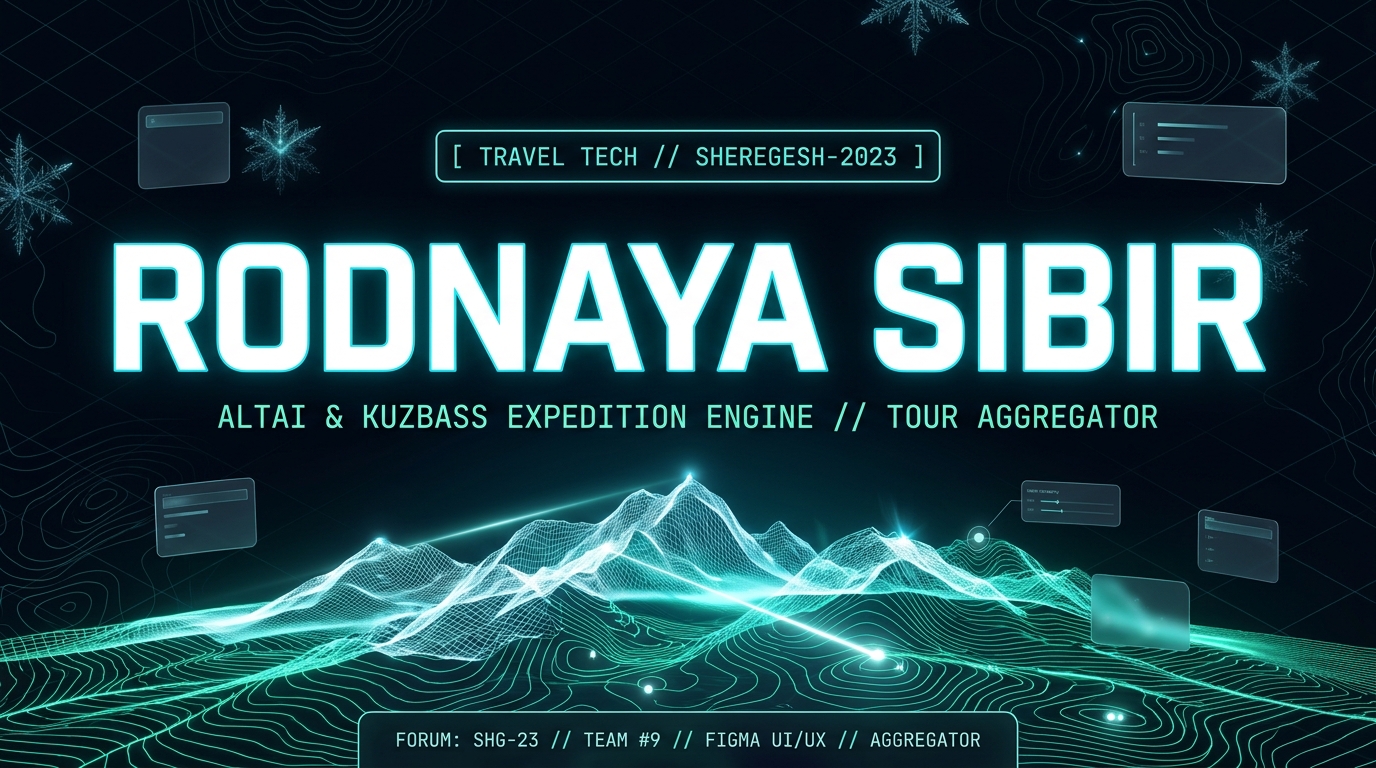 [ TRAVEL TECH // SHEREGESH-2023 ]
RODNAYA SIBIR
ALTAI & KUZBASS EXPEDITION ENGINE // TOUR AGGREGATOR
FORUM: SHG-23 // TEAM #9 // FIGMA UI/UX // AGGREGATOR